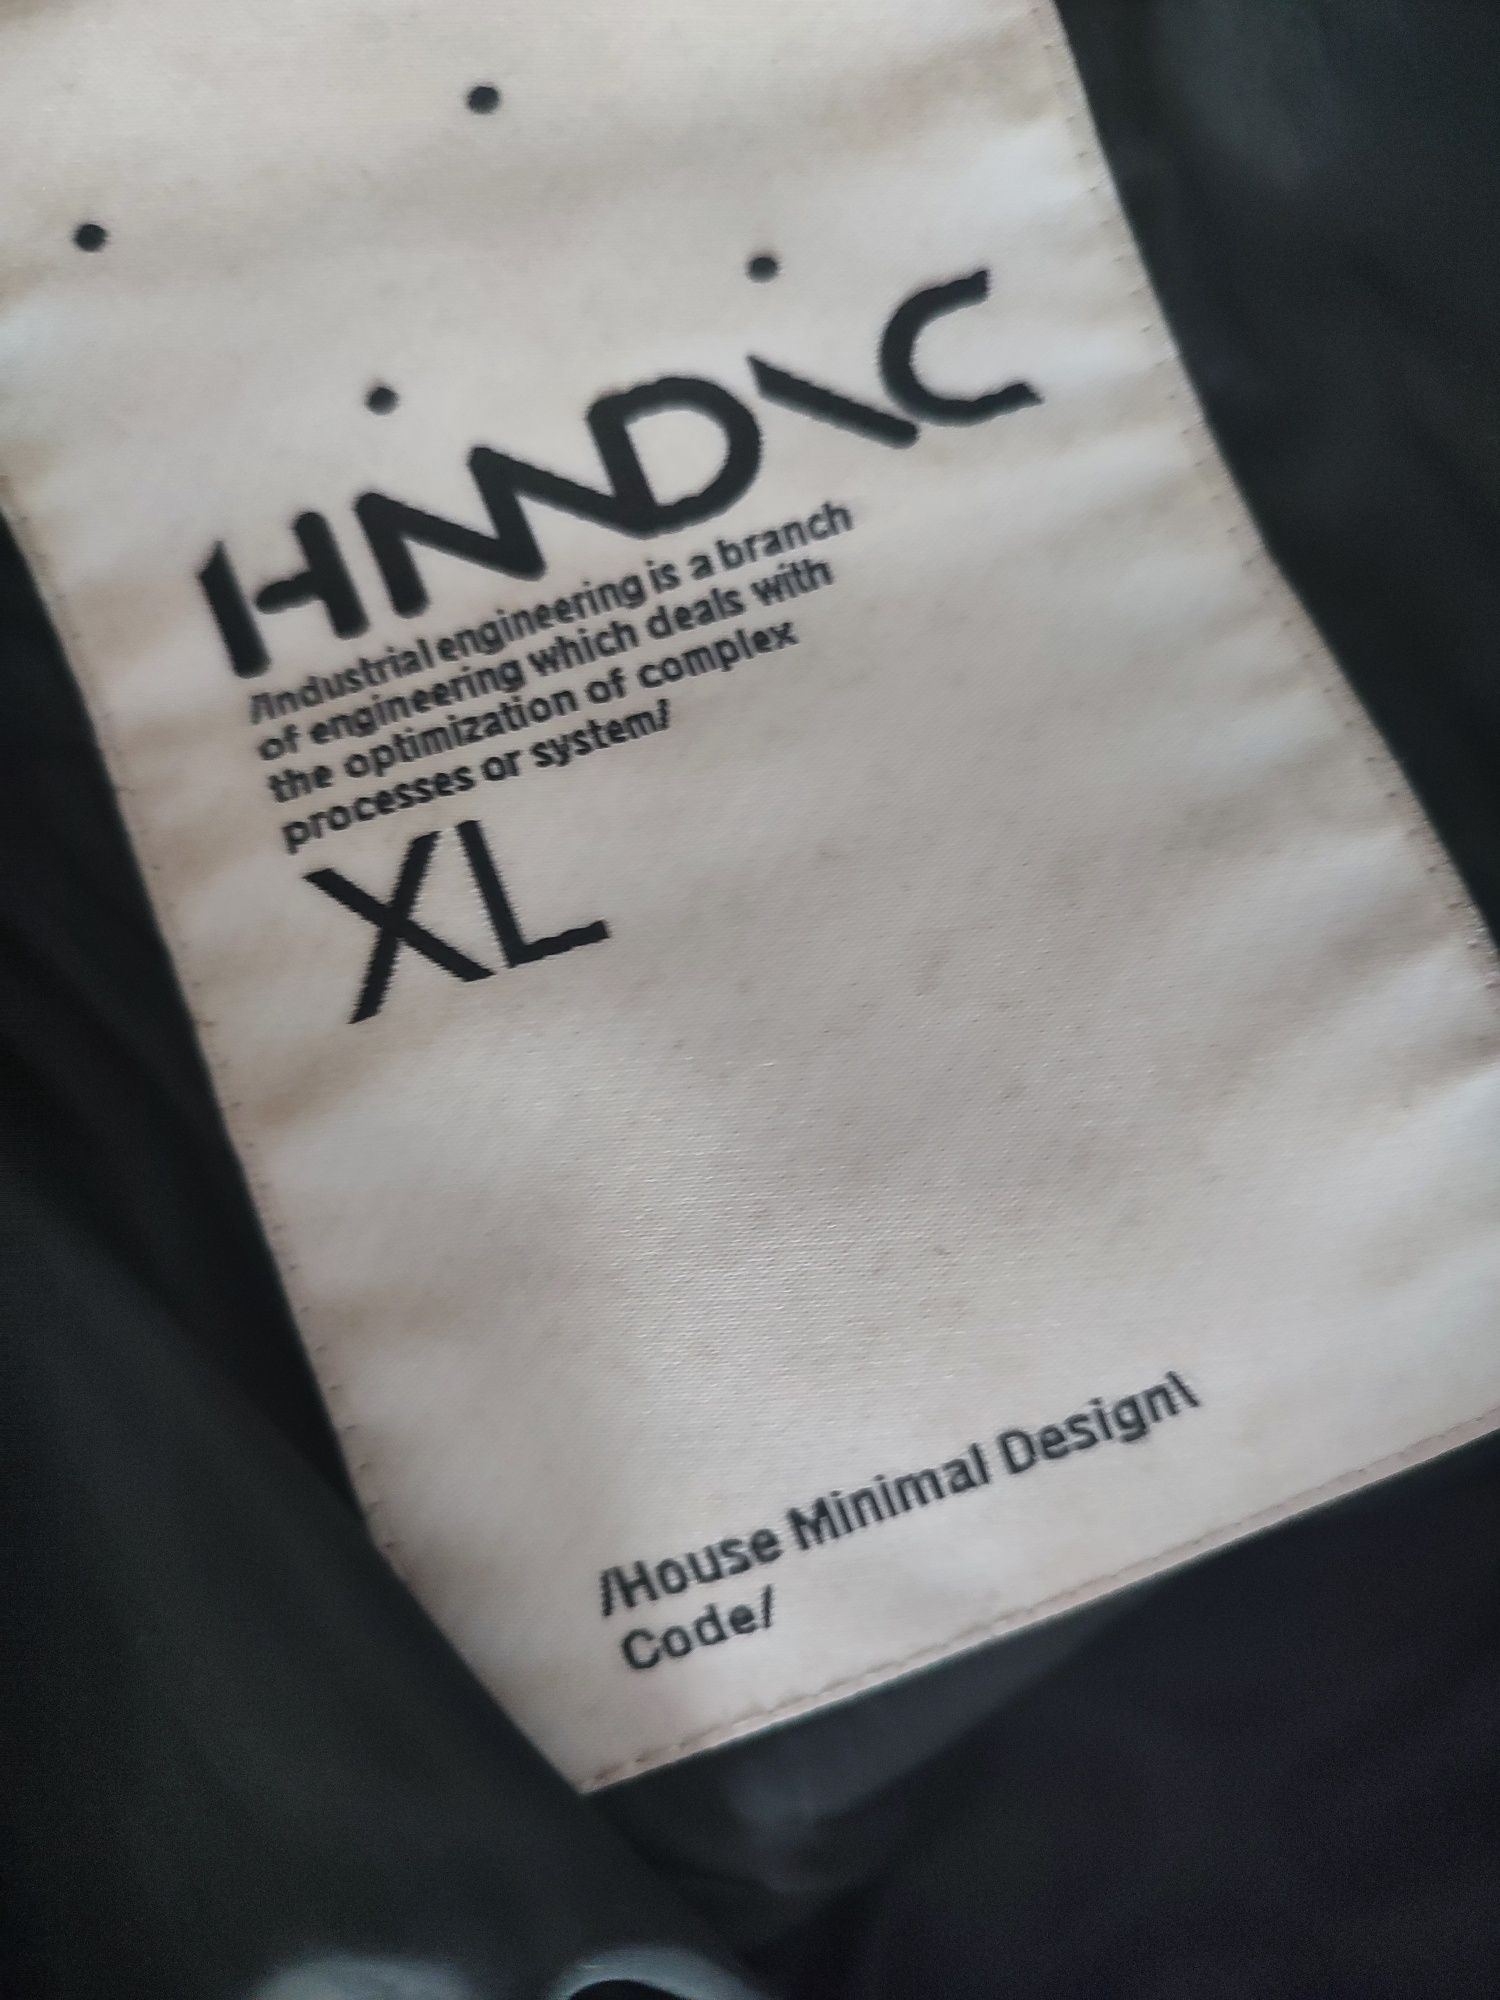 HMDIC
/Industrial engineering is a branch
of engineering which deals with
the optimization of complex
processes or system/
XL
/House Minimal Design\
Code/